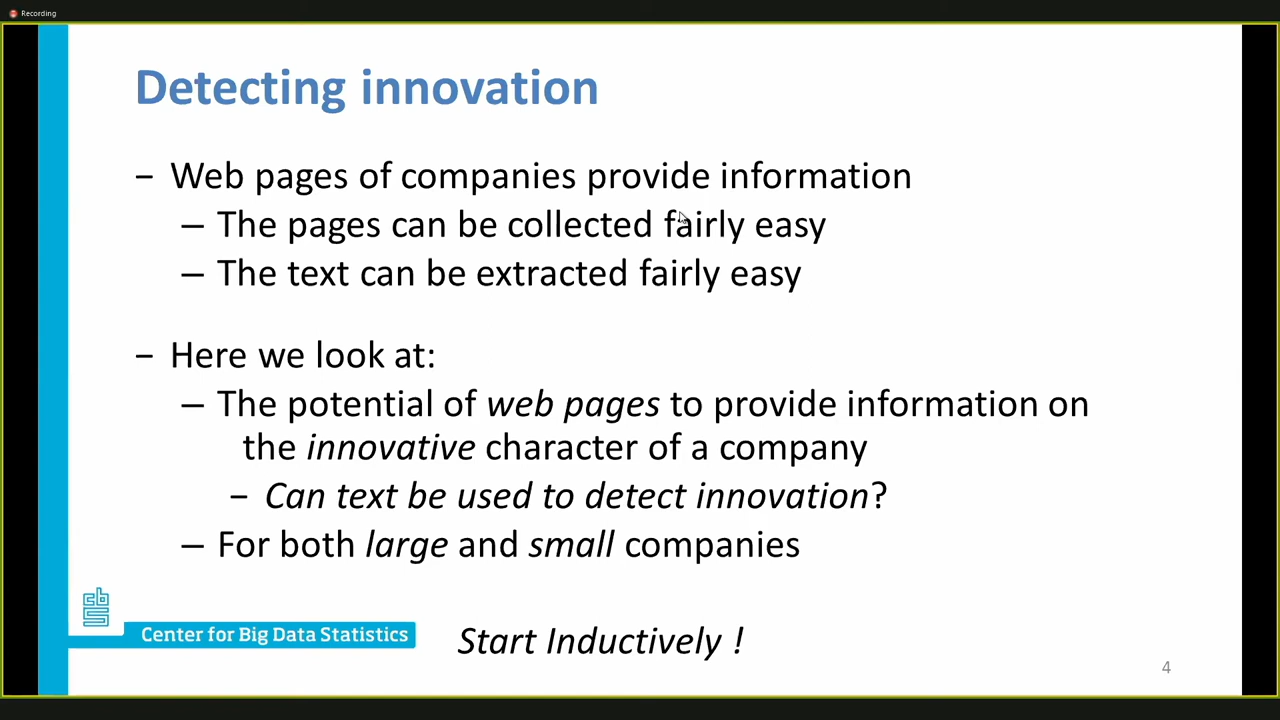 Recording
Detecting innovation
− Web pages of companies provide information
– The pages can be collected fairly easy
– The text can be extracted fairly easy
− Here we look at:
– The potential of web pages to provide information on
the innovative character of a company
− Can text be used to detect innovation?
– For both large and small companies
cbs
Center for Big Data Statistics
Start Inductively !
4